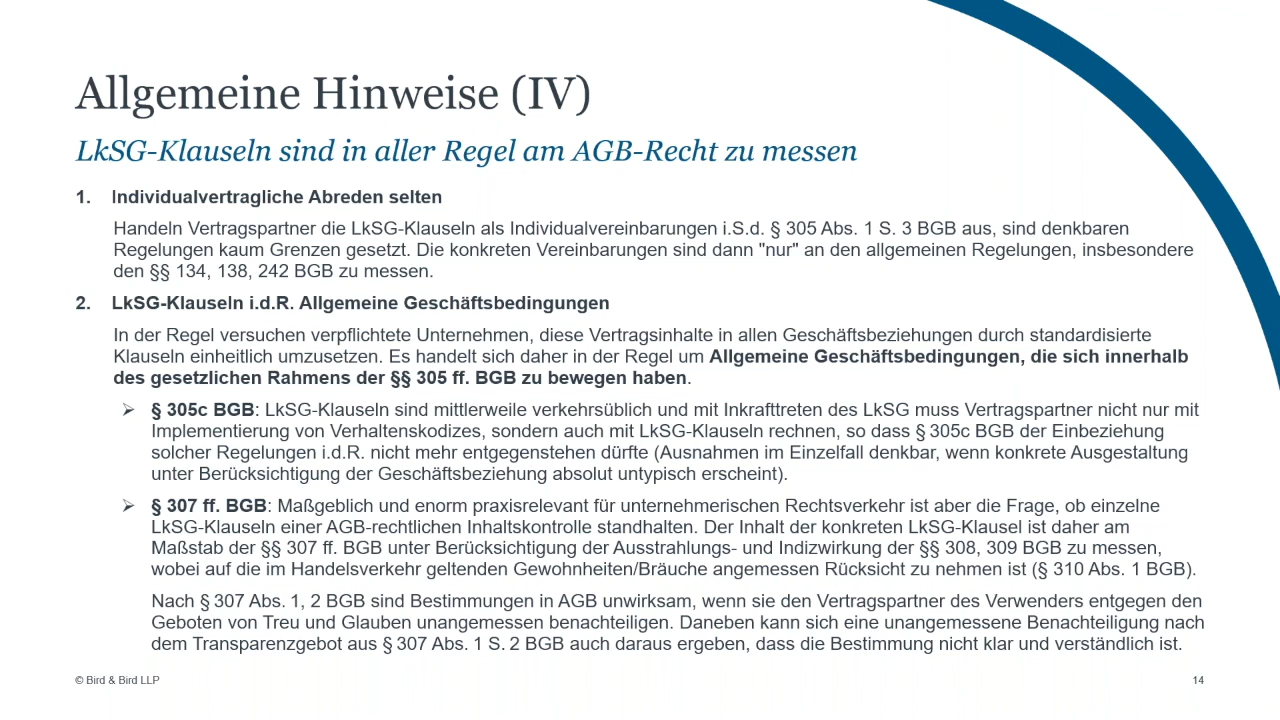 Allgemeine Hinweise (IV)
LkSG-Klauseln sind in aller Regel am AGB-Recht zu messen
1. Individualvertragliche Abreden selten
Handeln Vertragspartner die LkSG-Klauseln als Individualvereinbarungen i.S.d. § 305 Abs. 1 S. 3 BGB aus, sind denkbaren
Regelungen kaum Grenzen gesetzt. Die konkreten Vereinbarungen sind dann "nur" an den allgemeinen Regelungen, insbesondere
den §§ 134, 138, 242 BGB zu messen.
2. LkSG-Klauseln i.d.R. Allgemeine Geschäftsbedingungen
In der Regel versuchen verpflichtete Unternehmen, diese Vertragsinhalte in allen Geschäftsbeziehungen durch standardisierte
Klauseln einheitlich umzusetzen. Es handelt sich daher in der Regel um Allgemeine Geschäftsbedingungen, die sich innerhalb
des gesetzlichen Rahmens der §§ 305 ff. BGB zu bewegen haben.
➢ § 305c BGB: LkSG-Klauseln sind mittlerweile verkehrsüblich und mit Inkrafttreten des LkSG muss Vertragspartner nicht nur mit
Implementierung von Verhaltenskodizes, sondern auch mit LkSG-Klauseln rechnen, so dass § 305c BGB der Einbeziehung
solcher Regelungen i.d.R. nicht mehr entgegenstehen dürfte (Ausnahmen im Einzelfall denkbar, wenn konkrete Ausgestaltung
unter Berücksichtigung der Geschäftsbeziehung absolut untypisch erscheint).
➢ § 307 ff. BGB: Maßgeblich und enorm praxisrelevant für unternehmerischen Rechtsverkehr ist aber die Frage, ob einzelne
LkSG-Klauseln einer AGB-rechtlichen Inhaltskontrolle standhalten. Der Inhalt der konkreten LkSG-Klausel ist daher am
Maßstab der §§ 307 ff. BGB unter Berücksichtigung der Ausstrahlungs- und Indizwirkung der §§ 308, 309 BGB zu messen,
wobei auf die im Handelsverkehr geltenden Gewohnheiten/Bräuche angemessen Rücksicht zu nehmen ist (§ 310 Abs. 1 BGB).
Nach § 307 Abs. 1, 2 BGB sind Bestimmungen in AGB unwirksam, wenn sie den Vertragspartner des Verwenders entgegen den
Geboten von Treu und Glauben unangemessen benachteiligen. Daneben kann sich eine unangemessene Benachteiligung nach
dem Transparenzgebot aus § 307 Abs. 1 S. 2 BGB auch daraus ergeben, dass die Bestimmung nicht klar und verständlich ist.
© Bird & Bird LLP
14